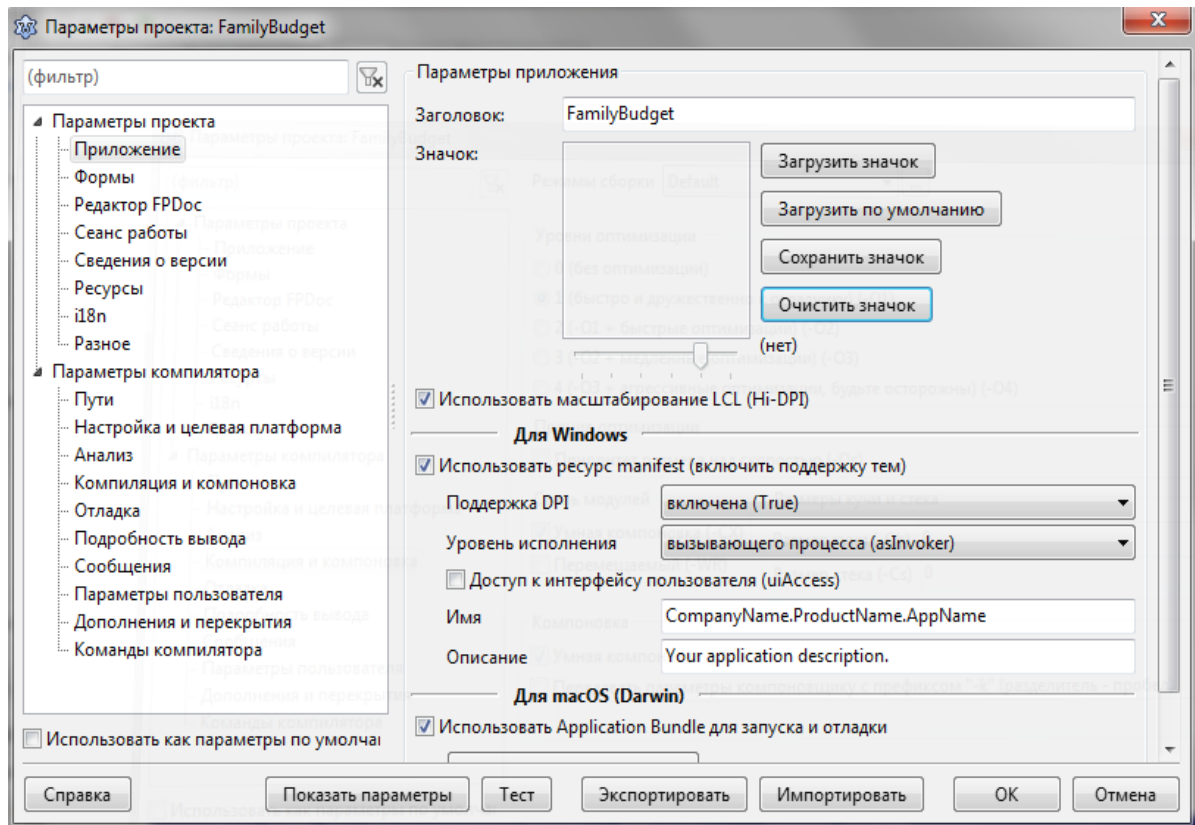 Параметры проекта: FamilyBudget
(фильтр)
Параметры проекта
Приложение
Формы
Редактор FPDoc
Сеанс работы
Сведения о версии
Ресурсы
i18n
Разное
Параметры компилятора
Пути
Настройка и целевая платформа
Анализ
Компиляция и компоновка
Отладка
Подробность вывода
Сообщения
Параметры пользователя
Дополнения и перекрытия
Команды компилятора
Использовать как параметры по умолчаі
Параметры приложения
Заголовок: FamilyBudget
Значок:
Загрузить значок
Загрузить по умолчанию
Сохранить значок
Очистить значок
(нет)
Использовать масштабирование LCL (Hi-DPI)
Для Windows
Использовать ресурс manifest (включить поддержку тем)
Поддержка DPI включена (True)
Уровень исполнения вызывающего процесса (asInvoker)
Доступ к интерфейсу пользователя (uiAccess)
Имя CompanyName.ProductName.AppName
Описание Your application description.
Для macOS (Darwin)
Использовать Application Bundle для запуска и отладки
Справка Показать параметры Тест Экспортировать Импортировать OK Отмена